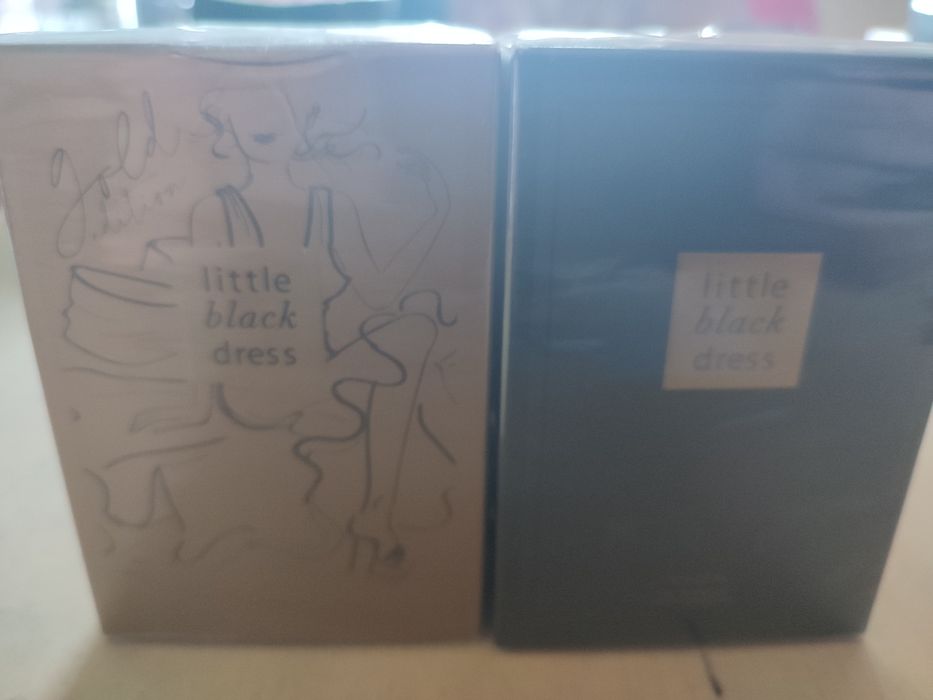 gold
edition
little
black
dress
little
black
dress